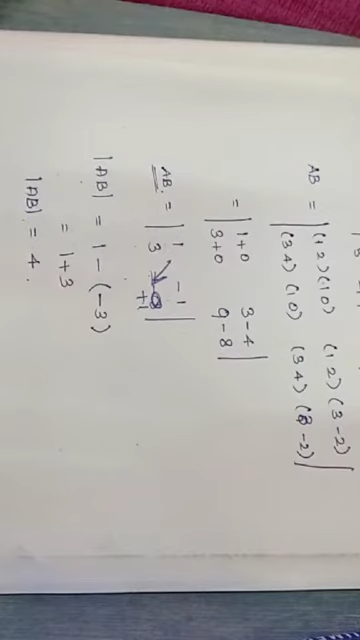 AB = | (1 2) (1 0) (1 2) (3 -2) |
| (3 4) (1 0) (3 4) (3 -2) |
= | 1+0 3-4 |
| 3+0 9-8 |
AB = | 1 -1 |
| 3 +1 |
|AB| = 1 - (-3)
= 1+3
|AB| = 4.